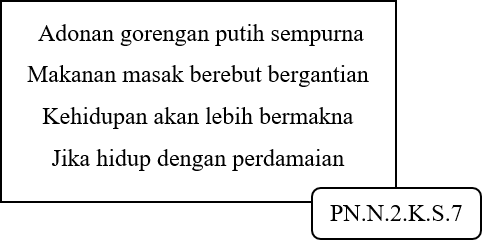 Adonan gorengan putih sempurna
Makanan masak berebut bergantian
Kehidupan akan lebih bermakna
Jika hidup dengan perdamaian
PN.N.2.K.S.7